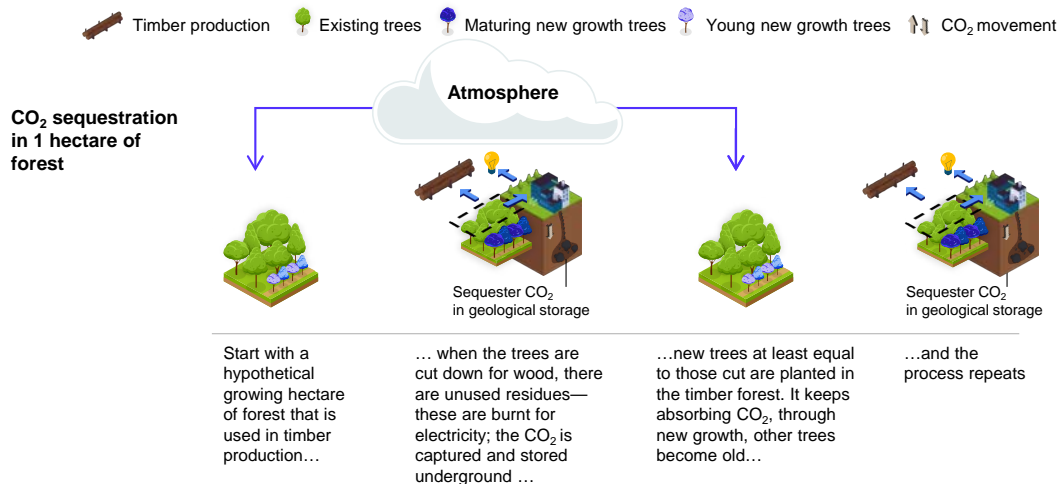 Timber production
Existing trees
Maturing new growth trees
Young new growth trees
CO₂ movement
Atmosphere
CO₂ sequestration
in 1 hectare of
forest
Sequester CO₂
in geological storage
Sequester CO₂
in geological storage
Start with a
hypothetical
growing hectare
of forest that is
used in timber
production…
… when the trees are
cut down for wood, there
are unused residues—
these are burnt for
electricity; the CO₂ is
captured and stored
underground …
…new trees at least equal
to those cut are planted in
the timber forest. It keeps
absorbing CO₂, through
new growth, other trees
become old…
…and the
process repeats